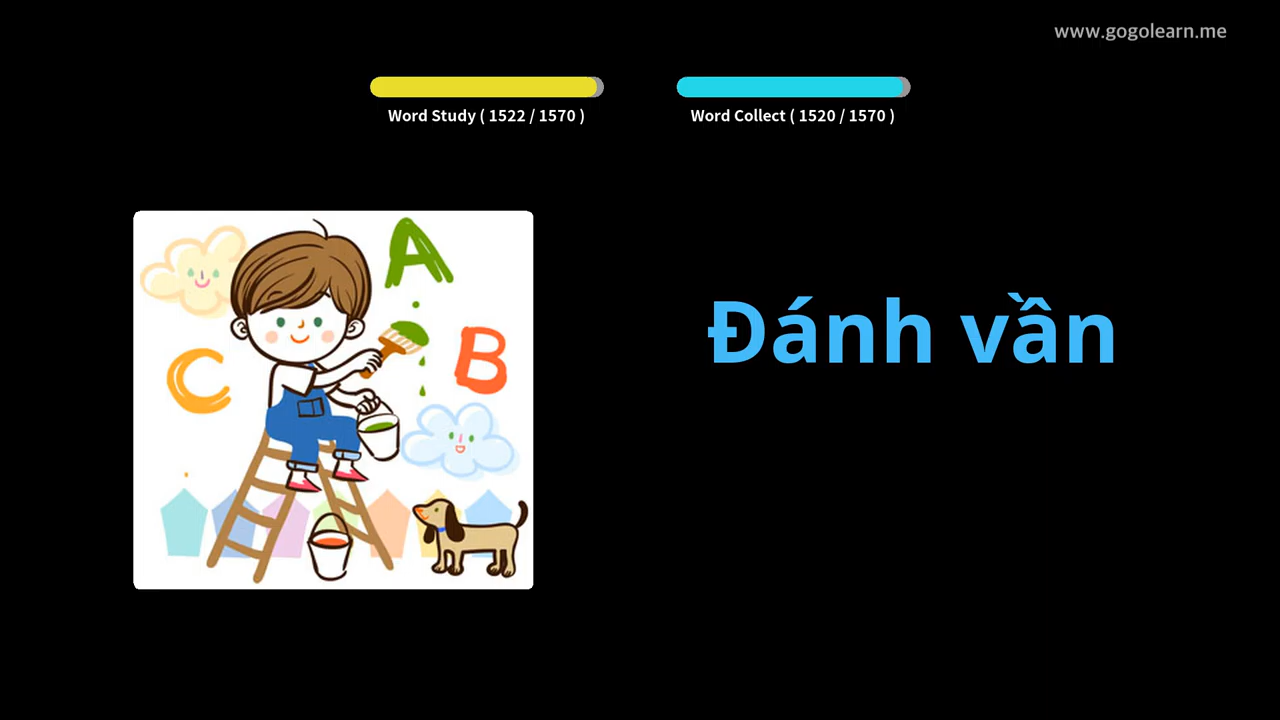 www.gogolearn.me
Word Study ( 1522 / 1570 )
Word Collect ( 1520 / 1570 )
A
B
C
Đánh vần